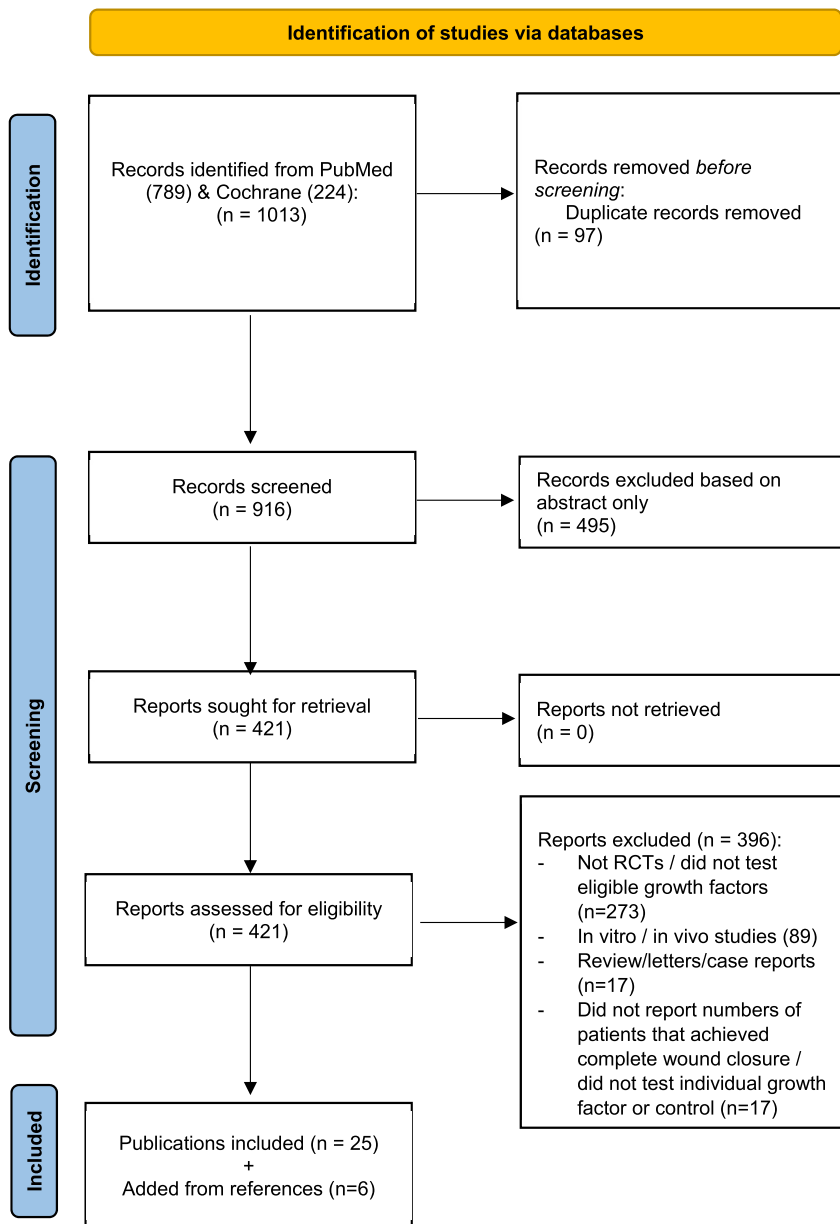 Identification of studies via databases
Identification
Records identified from PubMed
(789) & Cochrane (224):
(n = 1013)
Records removed before
screening:
Duplicate records removed
(n = 97)
Screening
Records screened
(n = 916)
Records excluded based on
abstract only
(n = 495)
Reports sought for retrieval
(n = 421)
Reports not retrieved
(n = 0)
Reports assessed for eligibility
(n = 421)
Reports excluded (n = 396):
- Not RCTs / did not test
eligible growth factors
(n=273)
- In vitro / in vivo studies (89)
- Review/letters/case reports
(n=17)
- Did not report numbers of
patients that achieved
complete wound closure /
did not test individual growth
factor or control (n=17)
Included
Publications included (n = 25)
+
Added from references (n=6)